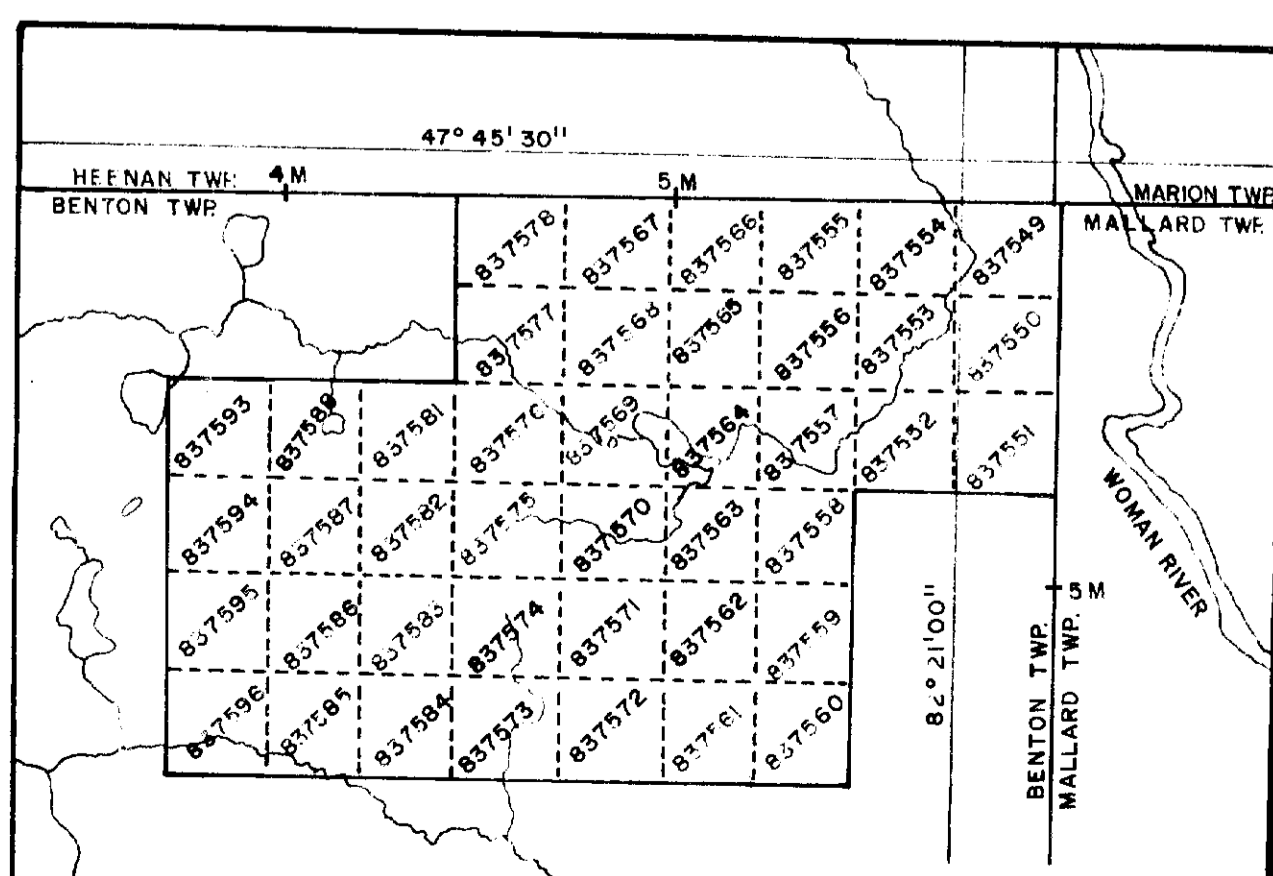 47° 45' 30"
HEENAN TWP. 4 M 5 M MARION TWP.
BENTON TWP. MALLARD TWP.
837578 837567 837566 837555 837554 837549
837577 837568 837565 837556 837553 837550
837593 837588 837581 837576 837569 837564 837557 837552 837551
837594 837587 837582 837575 837570 837563 837558
837595 837586 837583 837574 837571 837562 837559
837596 837585 837584 837573 837572 837561 837560
WOMAN RIVER
5 M
82° 21' 00"
BENTON TWP.
MALLARD TWP.